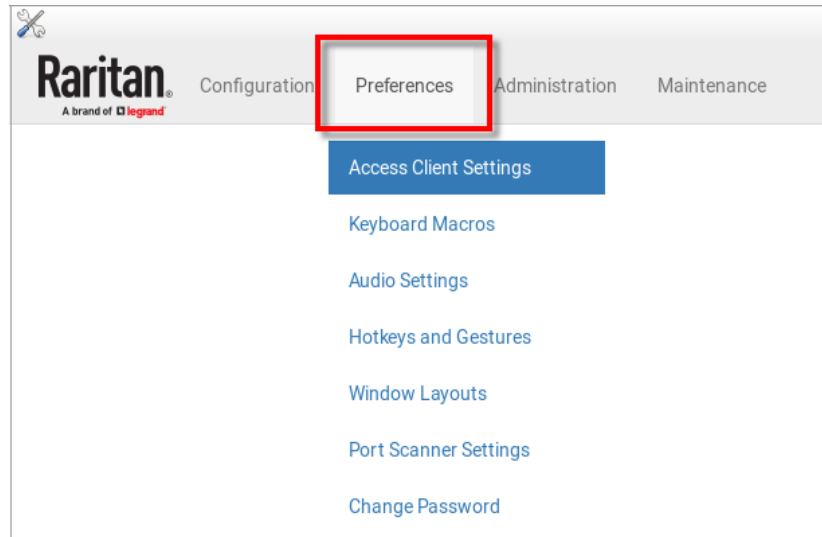 Raritan.
A brand of legrand
Configuration Preferences Administration Maintenance
Access Client Settings
Keyboard Macros
Audio Settings
Hotkeys and Gestures
Window Layouts
Port Scanner Settings
Change Password